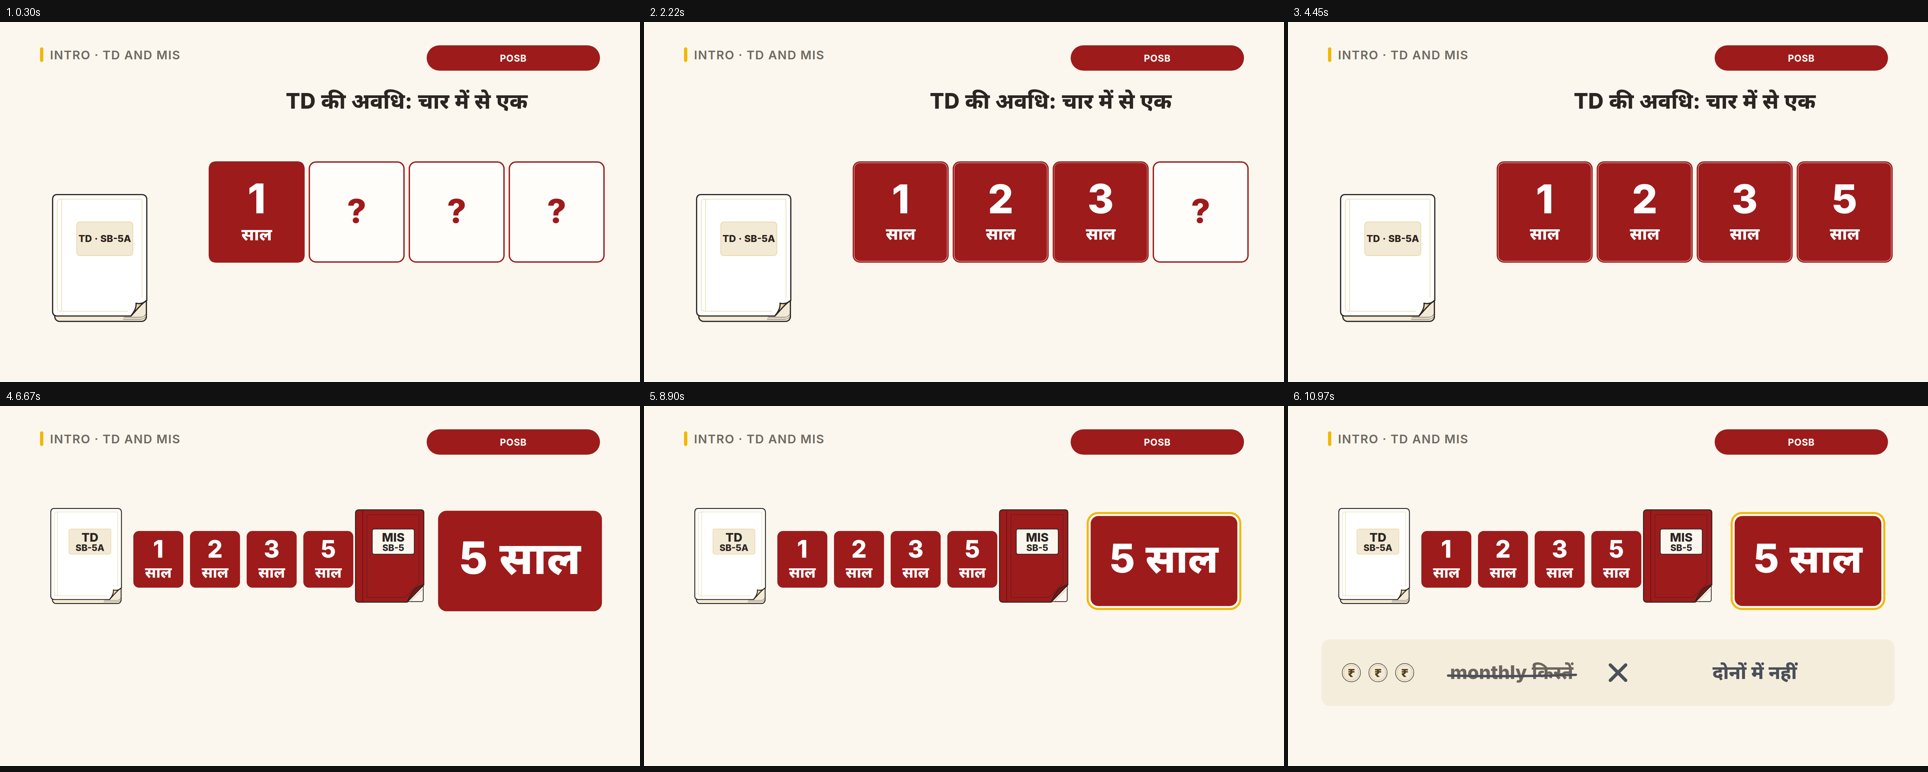 1. 0.30s
INTRO · TD AND MIS
POSB
TD की अवधि: चार में से एक
TD · SB-5A
1 साल
?
?
?
2. 2.22s
INTRO · TD AND MIS
POSB
TD की अवधि: चार में से एक
TD · SB-5A
1 साल
2 साल
3 साल
?
3. 4.45s
INTRO · TD AND MIS
POSB
TD की अवधि: चार में से एक
TD · SB-5A
1 साल
2 साल
3 साल
5 साल
4. 6.67s
INTRO · TD AND MIS
POSB
TD
SB-5A
1 साल
2 साल
3 साल
5 साल
MIS
SB-5
5 साल
5. 8.90s
INTRO · TD AND MIS
POSB
TD
SB-5A
1 साल
2 साल
3 साल
5 साल
MIS
SB-5
5 साल
6. 10.97s
INTRO · TD AND MIS
POSB
TD
SB-5A
1 साल
2 साल
3 साल
5 साल
MIS
SB-5
5 साल
₹ ₹ ₹
monthly किस्तें
दोनों में नहीं